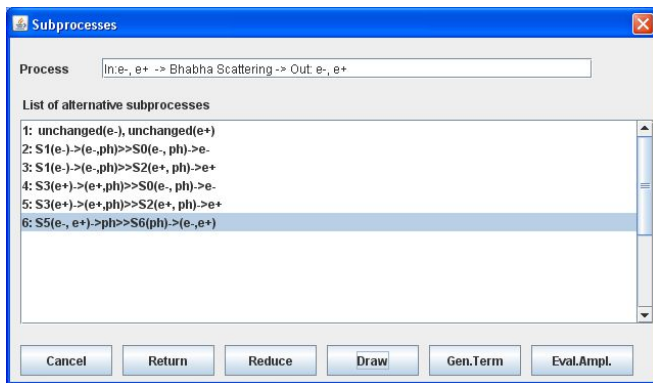 Subprocesses
Process In:e-, e+ -> Bhabha Scattering -> Out: e-, e+
List of alternative subprocesses
1: unchanged(e-), unchanged(e+)
2: S1(e-)->(e-,ph)>>S0(e-, ph)->e-
3: S1(e-)->(e-,ph)>>S2(e+, ph)->e+
4: S3(e+)->(e+,ph)>>S0(e-, ph)->e-
5: S3(e+)->(e+,ph)>>S2(e+, ph)->e+
6: S5(e-, e+)->ph>>S6(ph)->(e-,e+)
Cancel Return Reduce Draw Gen.Term Eval.Ampl.